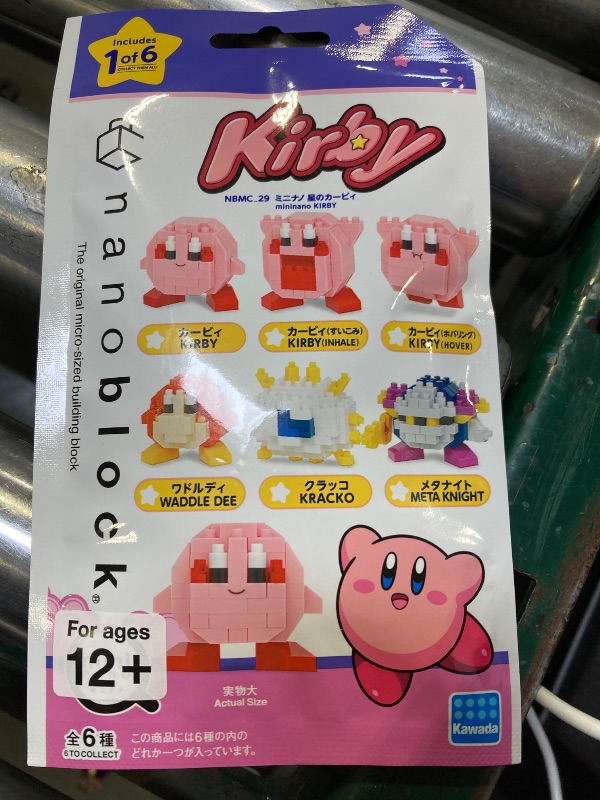 Includes
1 of 6
COLLECT THEM ALL!
nanoblock®
The original micro-sized building block
Kirby
NBMC_29 ミニナノ 星のカービィ
mininano KIRBY
カービィ
KIRBY
カービィ(すいこみ)
KIRBY(INHALE)
カービィ(ホバリング)
KIRBY(HOVER)
ワドルディ
WADDLE DEE
クラッコ
KRACKO
メタナイト
META KNIGHT
For ages
12+
実物大
Actual Size
全6種
6 TO COLLECT
この商品には6種の内の
どれか一つが入っています。
Kawada